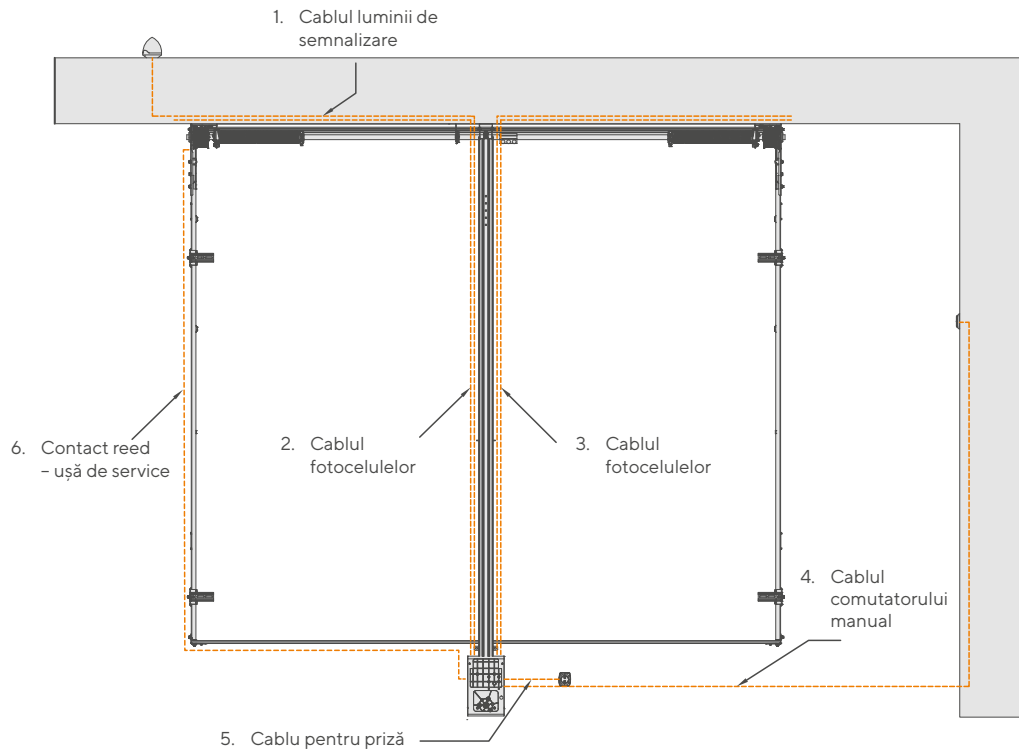 1. Cablul luminii de
semnalizare
6. Contact reed
– ușă de service
2. Cablul
fotocelulelor
3. Cablul
fotocelulelor
4. Cablul
comutatorului
manual
5. Cablu pentru priză